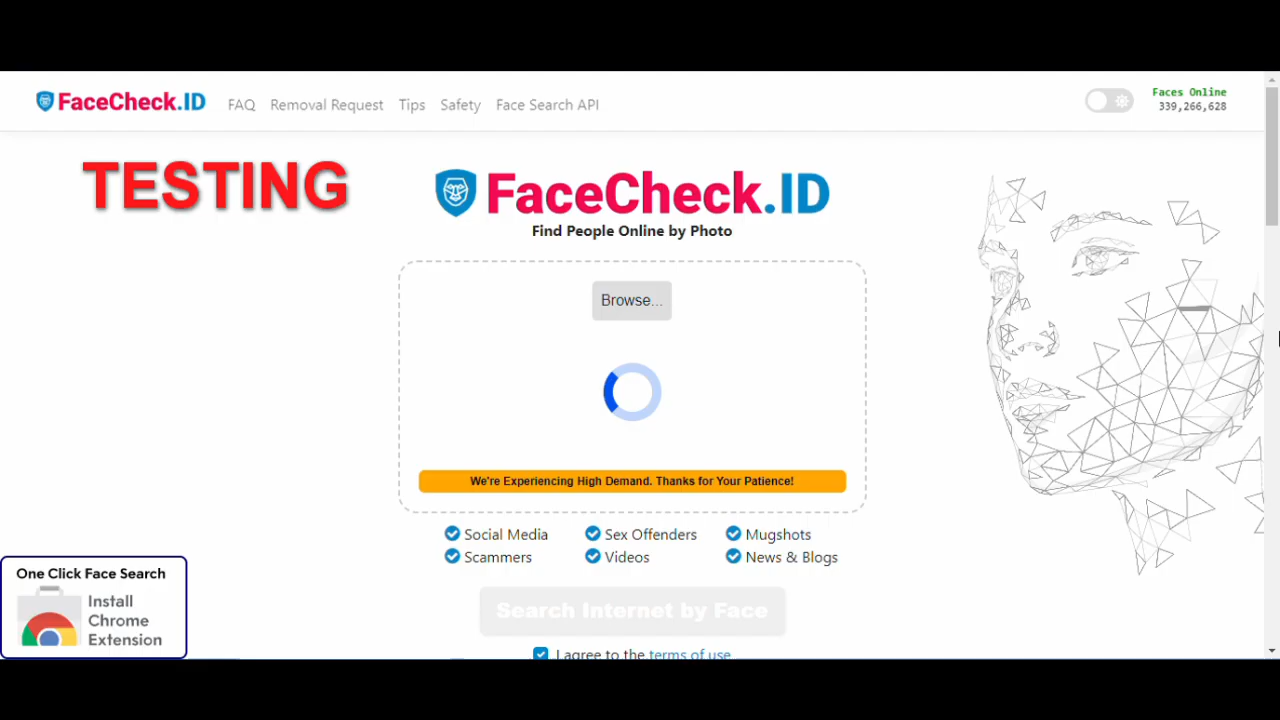 FaceCheck.ID
FAQ Removal Request Tips Safety Face Search API
Faces Online
339,266,628
TESTING
FaceCheck.ID
Find People Online by Photo
Browse...
We're Experiencing High Demand. Thanks for Your Patience!
Social Media Sex Offenders Mugshots
Scammers Videos News & Blogs
One Click Face Search
Install
Chrome
Extension
Search Internet by Face
I agree to the terms of use